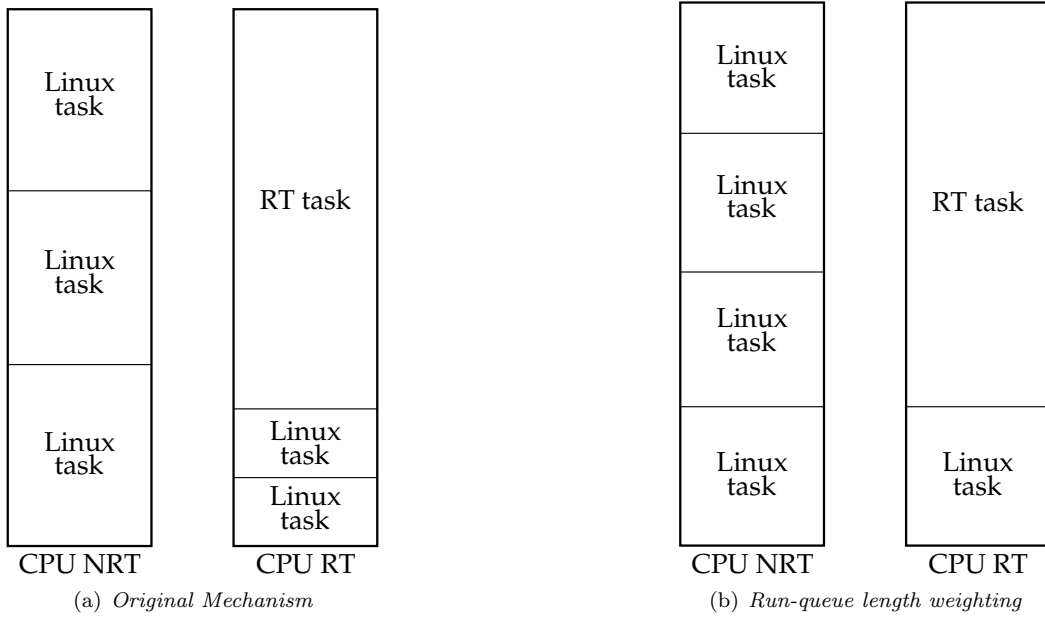 Linux
task
Linux
task
Linux
task
CPU NRT
RT task
Linux
task
Linux
task
CPU RT
(a) Original Mechanism
Linux
task
Linux
task
Linux
task
Linux
task
CPU NRT
RT task
Linux
task
CPU RT
(b) Run-queue length weighting